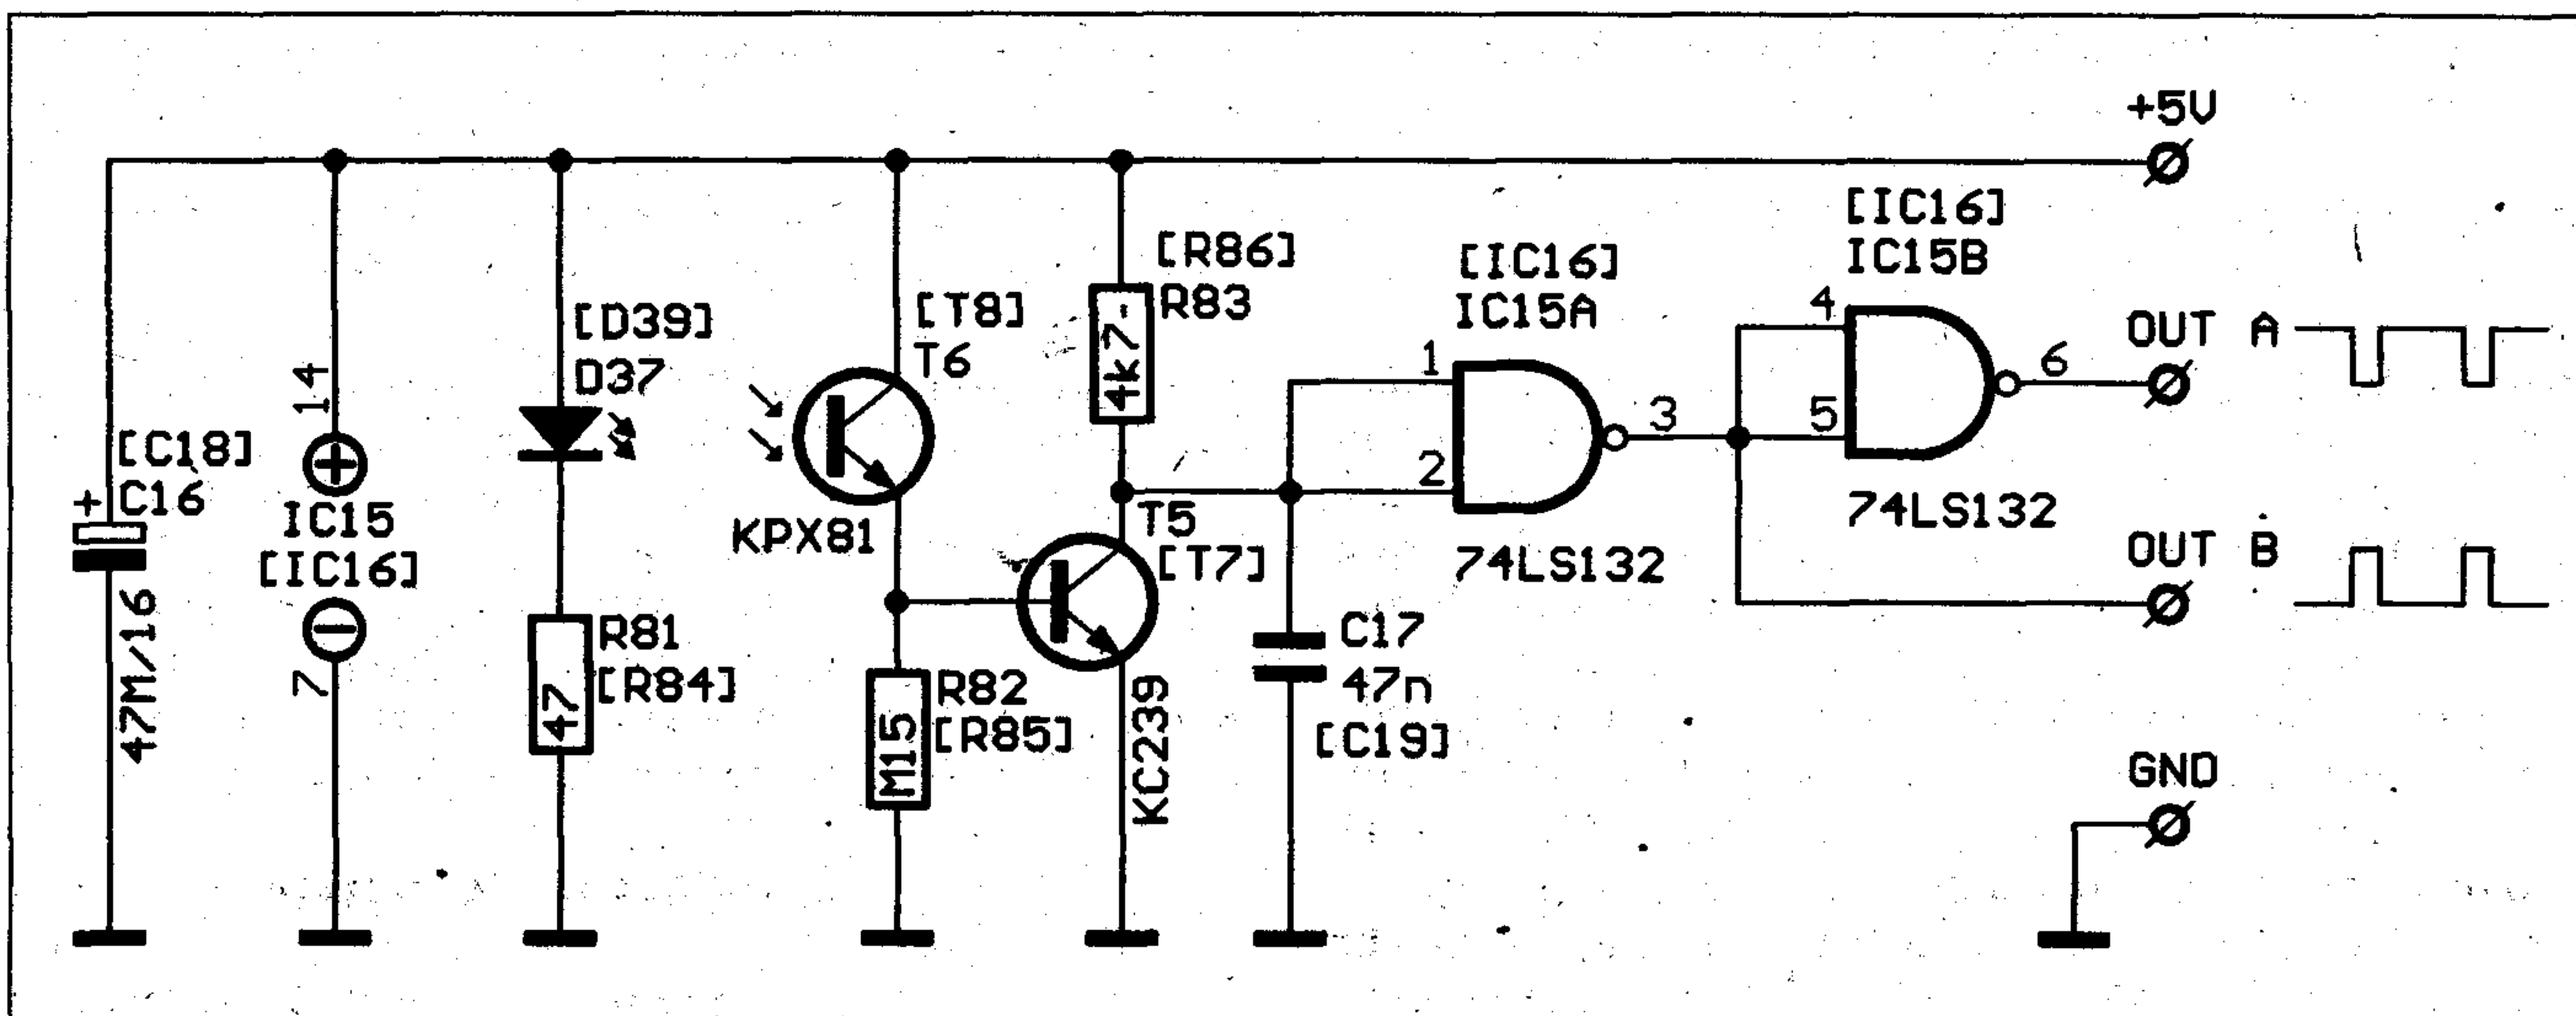 +5V
[IC16]
IC15B
[R86]
R83
4k7
[IC16]
IC15A
[T8]
T6
[D39]
D37
14
1
2
3
4
5
6
OUT A
[C18]
+
C16
47M/16
IC15
[IC16]
7
KPX81
T5
[T7]
74LS132
74LS132
OUT B
R81
[R84]
47
R82
[R85]
M15
KC239
C17
47n
[C19]
GND